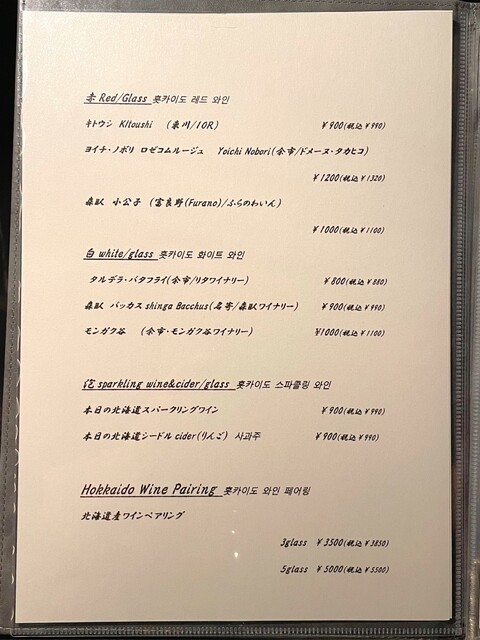 赤 Red/Glass 홋카이도 레드 와인
キトウシ KItoushi （東川/10R） ￥900(税込￥990)
ヨイチ・ノボリ ロゼコムルージュ Yoichi Nobori(余市/ドメーヌ・タカヒコ)
￥1200(税込￥1320)
森臥 小公子 (富良野(Furano)/ふらのわいん)
￥1000(税込￥1100)
白 white/glass 홋카이도 화이트 와인
タルデラ・バタフライ(余市/リタワイナリー) ￥800(税込￥880)
森臥 バッカス shinga Bacchus(名寄/森臥ワイナリー) ￥900(税込￥990)
モンガク谷 （余市・モンガク谷ワイナリー） ¥1000(税込￥1100)
泡 sparkling wine&cider/glass 홋카이도 스파클링 와인
本日の北海道スパークリングワイン ￥900(税込￥990)
本日の北海道シードル cider(りんご) 사과주 ￥900(税込￥990)
Hokkaido Wine Pairing 홋카이도 와인 페어링
北海道産ワインペアリング
3glass ￥3500(税込￥3850)
5glass ￥5000(税込￥5500)